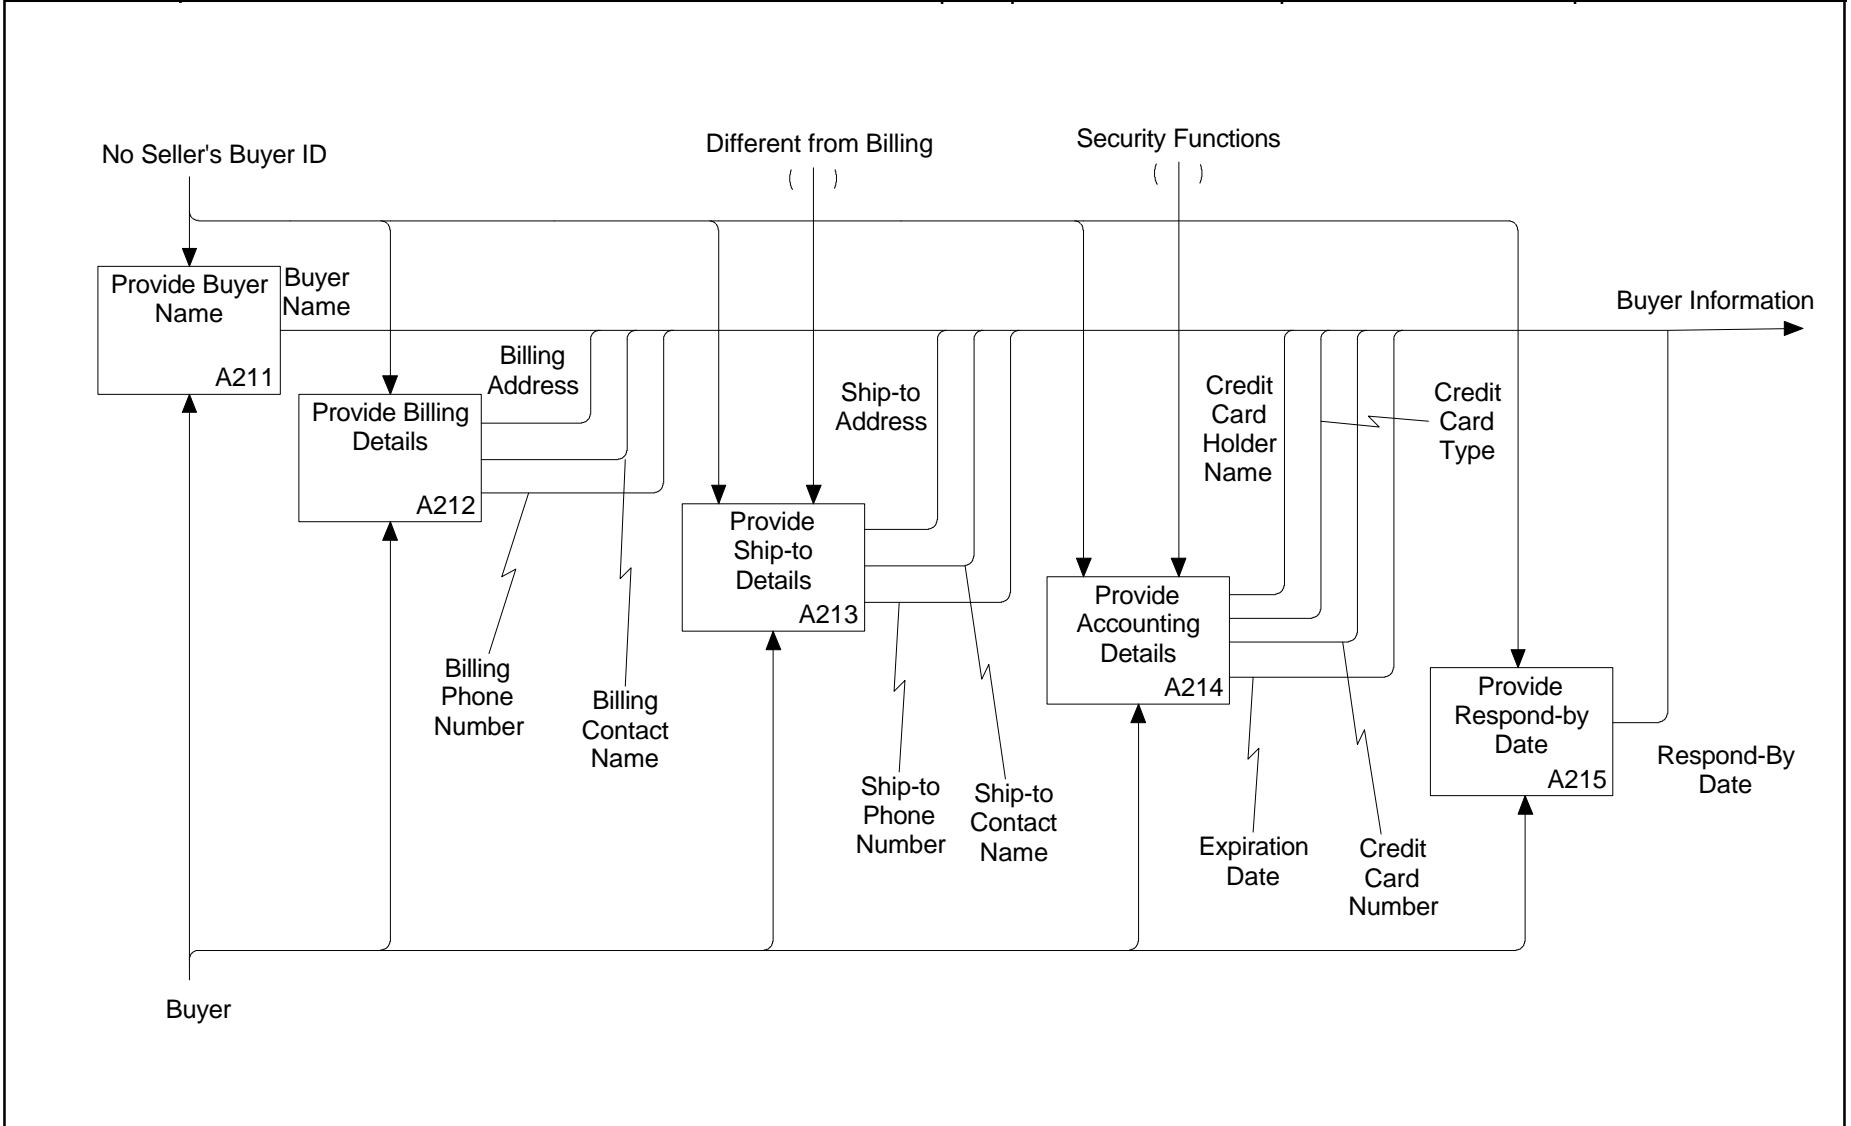 No Seller's Buyer ID
Different from Billing
Security Functions
( )
( )
Provide Buyer
Name
A211
Buyer
Name
Buyer Information
Billing
Address
Provide Billing
Details
A212
Ship-to
Address
Credit
Card
Holder
Name
Credit
Card
Type
Provide
Ship-to
Details
A213
Provide
Accounting
Details
A214
Billing
Phone
Number
Billing
Contact
Name
Provide
Respond-by
Date
A215
Respond-By
Date
Ship-to
Phone
Number
Ship-to
Contact
Name
Expiration
Date
Credit
Card
Number
Buyer